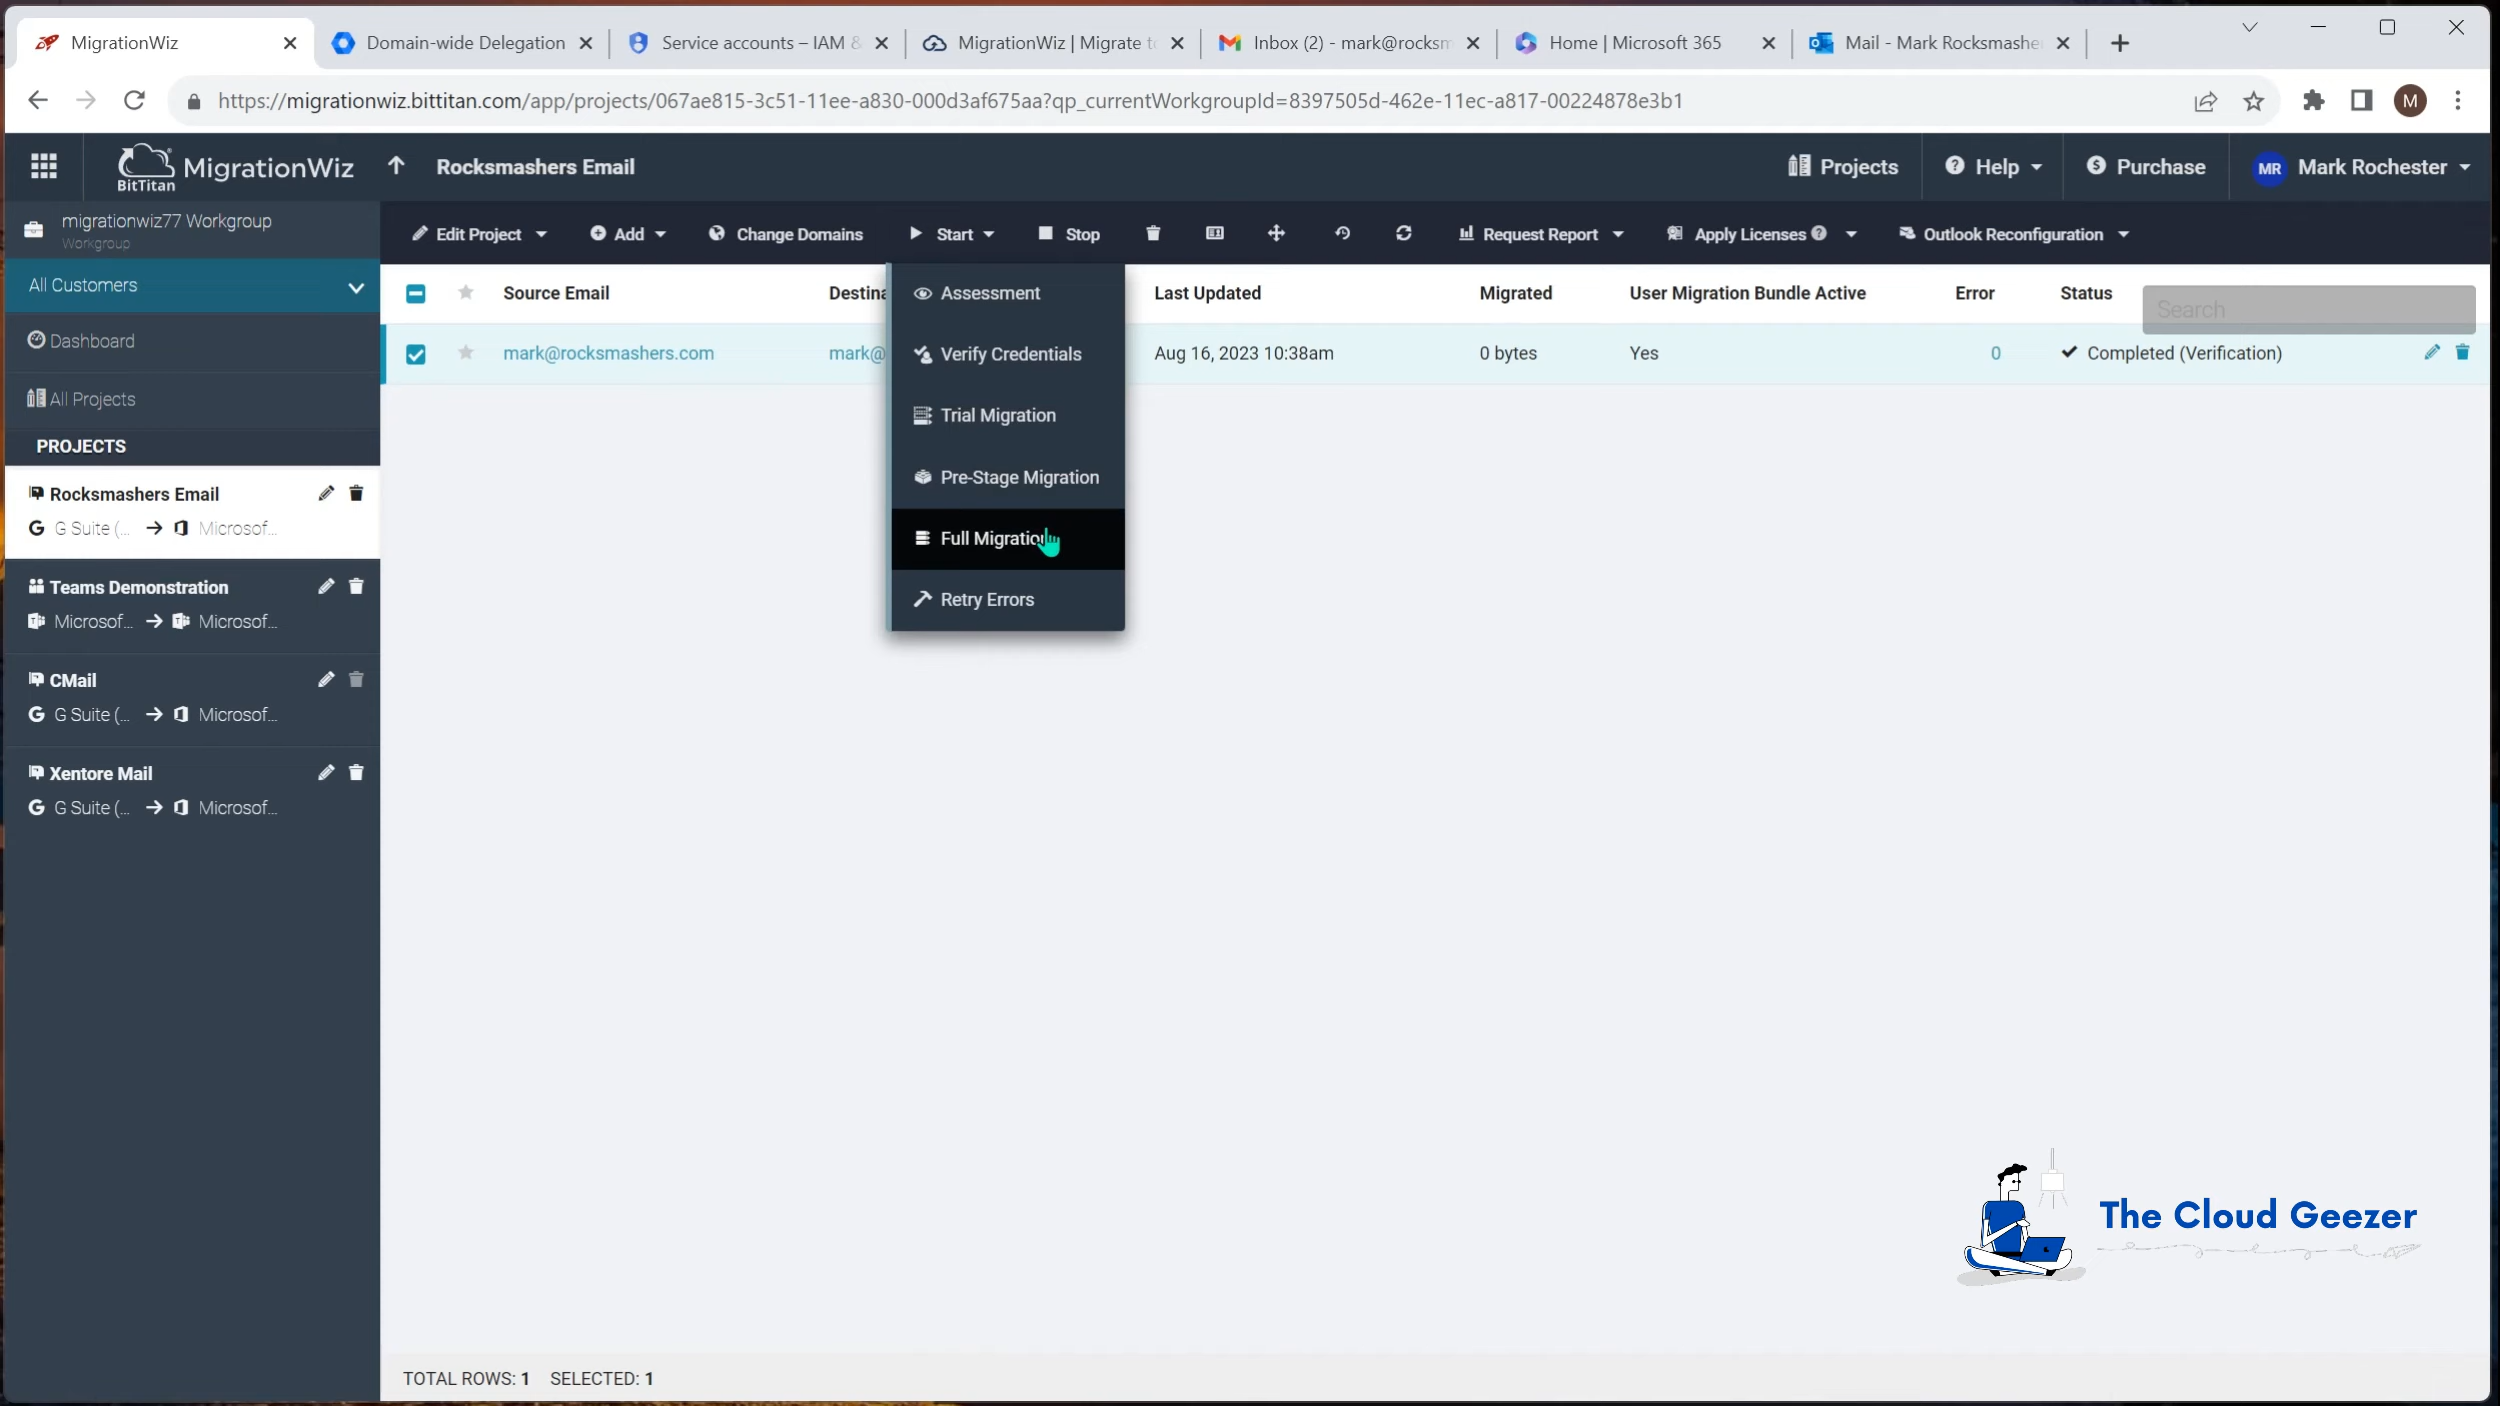 MigrationWiz
Domain-wide Delegation
Service accounts – IAM &
MigrationWiz | Migrate to
Inbox (2) - mark@rocksm
Home | Microsoft 365
Mail - Mark Rocksmashe
https://migrationwiz.bittitan.com/app/projects/067ae815-3c51-11ee-a830-000d3af675aa?qp_currentWorkgroupId=8397505d-462e-11ec-a817-00224878e3b1
M
BitTitan
MigrationWiz
Rocksmashers Email
Projects
Help
Purchase
MR
Mark Rochester
migrationwiz77 Workgroup
Workgroup
Edit Project
Add
Change Domains
Start
Stop
Request Report
Apply Licenses
Outlook Reconfiguration
All Customers
Dashboard
All Projects
PROJECTS
Rocksmashers Email
G Suite (...
Microsof...
Teams Demonstration
Microsof...
Microsof...
CMail
G Suite (...
Microsof...
Xentore Mail
G Suite (...
Microsof...
Source Email
Destina
Last Updated
Migrated
User Migration Bundle Active
Error
Status
Search
mark@rocksmashers.com
mark@
Aug 16, 2023 10:38am
0 bytes
Yes
0
Completed (Verification)
Assessment
Verify Credentials
Trial Migration
Pre-Stage Migration
Full Migration
Retry Errors
The Cloud Geezer
TOTAL ROWS: 1 SELECTED: 1